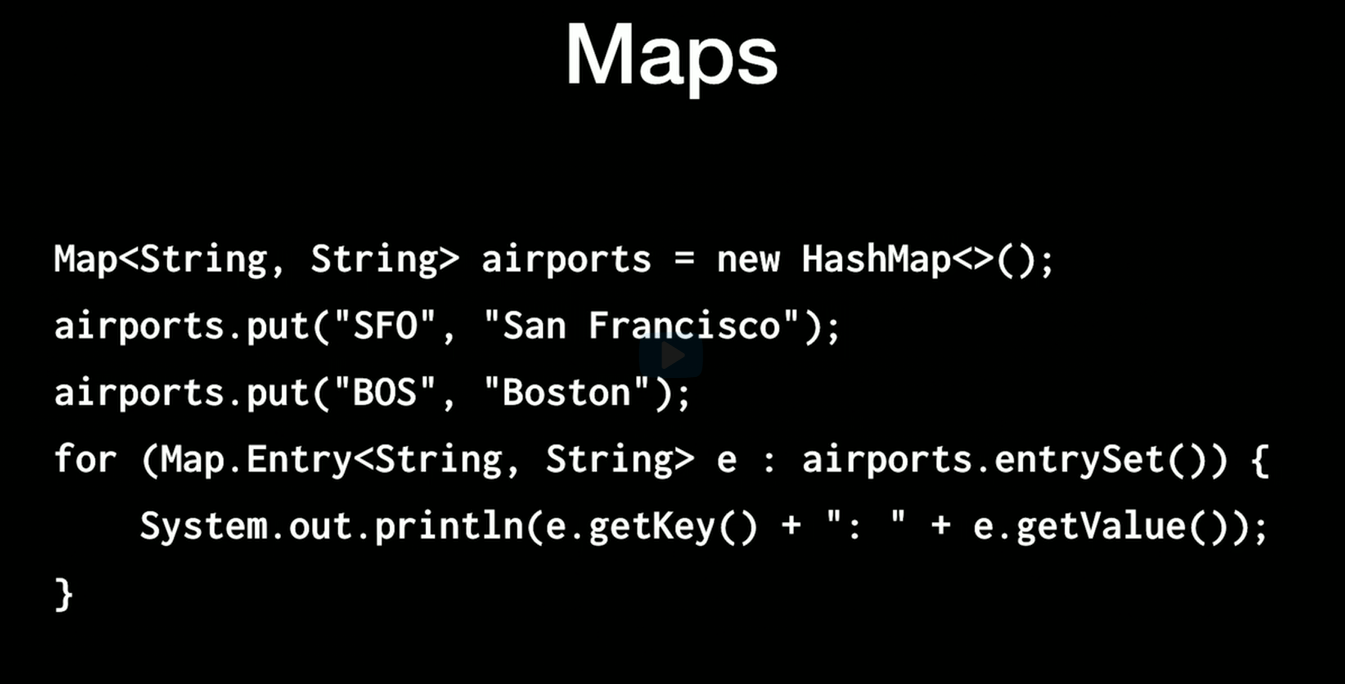 Maps
Map<String, String> airports = new HashMap<>();
airports.put("SFO", "San Francisco");
airports.put("BOS", "Boston");
for (Map.Entry<String, String> e : airports.entrySet()) {
    System.out.println(e.getKey() + ": " + e.getValue());
}